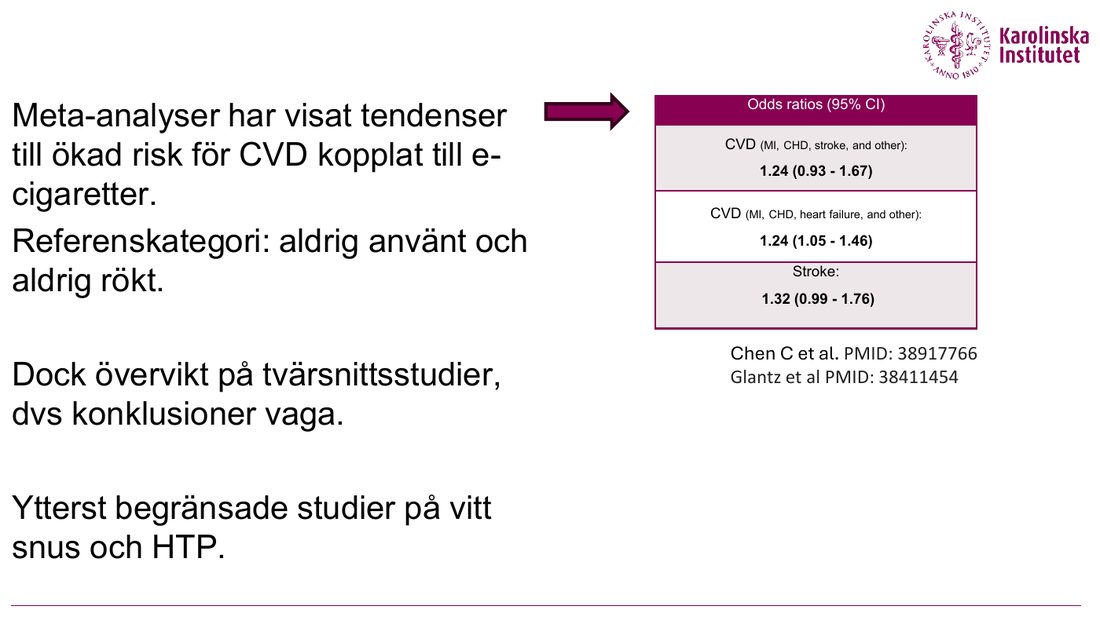 Karolinska
Institutet
KAROLINSKA INSTITUTET
ANNO 1810
Meta-analyser har visat tendenser
till ökad risk för CVD kopplat till e-
cigaretter.
Referenskategori: aldrig använt och
aldrig rökt.
Dock övervikt på tvärsnittsstudier,
dvs konklusioner vaga.
Ytterst begränsade studier på vitt
snus och HTP.
Odds ratios (95% CI)
CVD (MI, CHD, stroke, and other):
1.24 (0.93 - 1.67)
CVD (MI, CHD, heart failure, and other):
1.24 (1.05 - 1.46)
Stroke:
1.32 (0.99 - 1.76)
Chen C et al. PMID: 38917766
Glantz et al PMID: 38411454